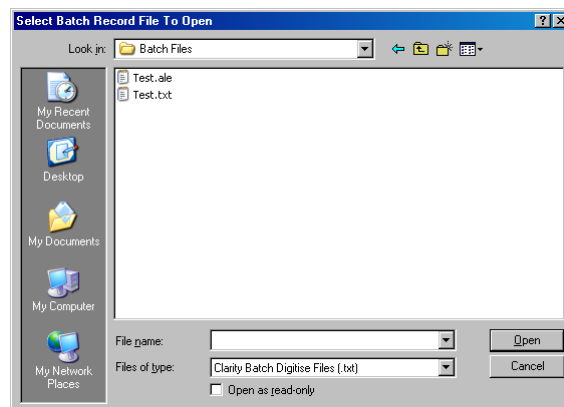 Select Batch Record File To Open
Look in:
Batch Files
Test.ale
Test.txt
My Recent
Documents
Desktop
My Documents
My Computer
My Network
Places
File name:
Open
Files of type:
Clarity Batch Digitise Files (.txt)
Cancel
Open as read-only